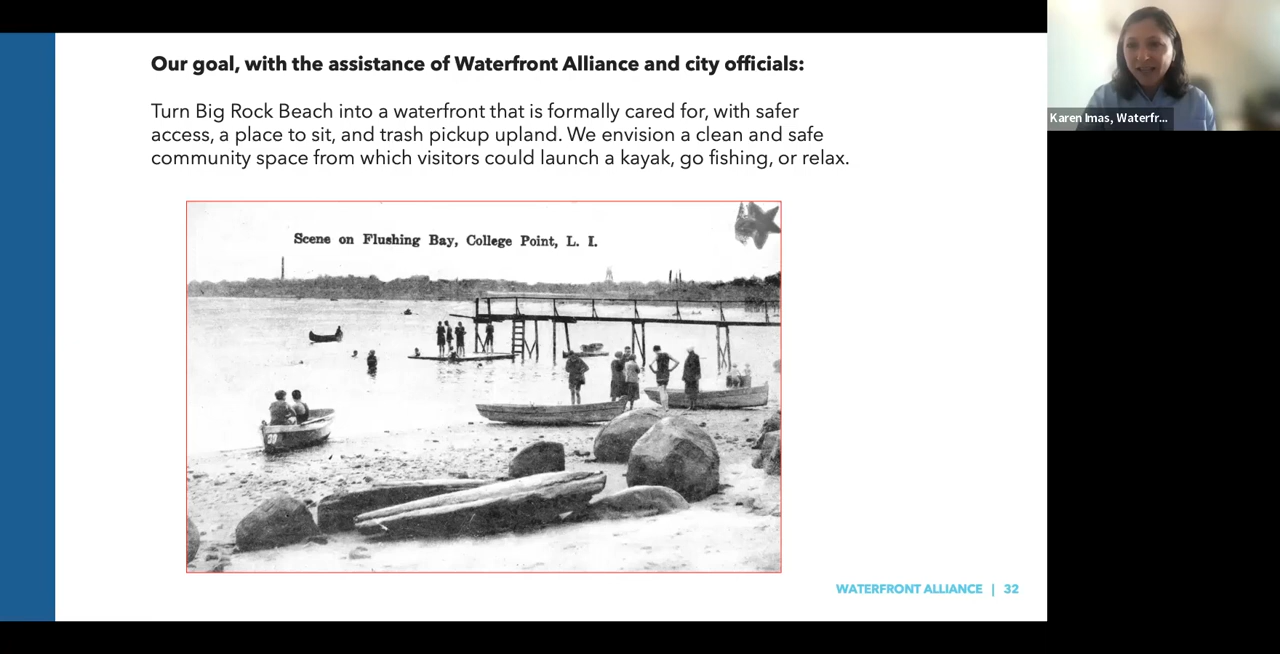 Our goal, with the assistance of Waterfront Alliance and city officials:
Turn Big Rock Beach into a waterfront that is formally cared for, with safer
access, a place to sit, and trash pickup upland. We envision a clean and safe
community space from which visitors could launch a kayak, go fishing, or relax.
Karen Imas, Waterfr...
Scene on Flushing Bay, College Point, L. I.
29
WATERFRONT ALLIANCE | 32